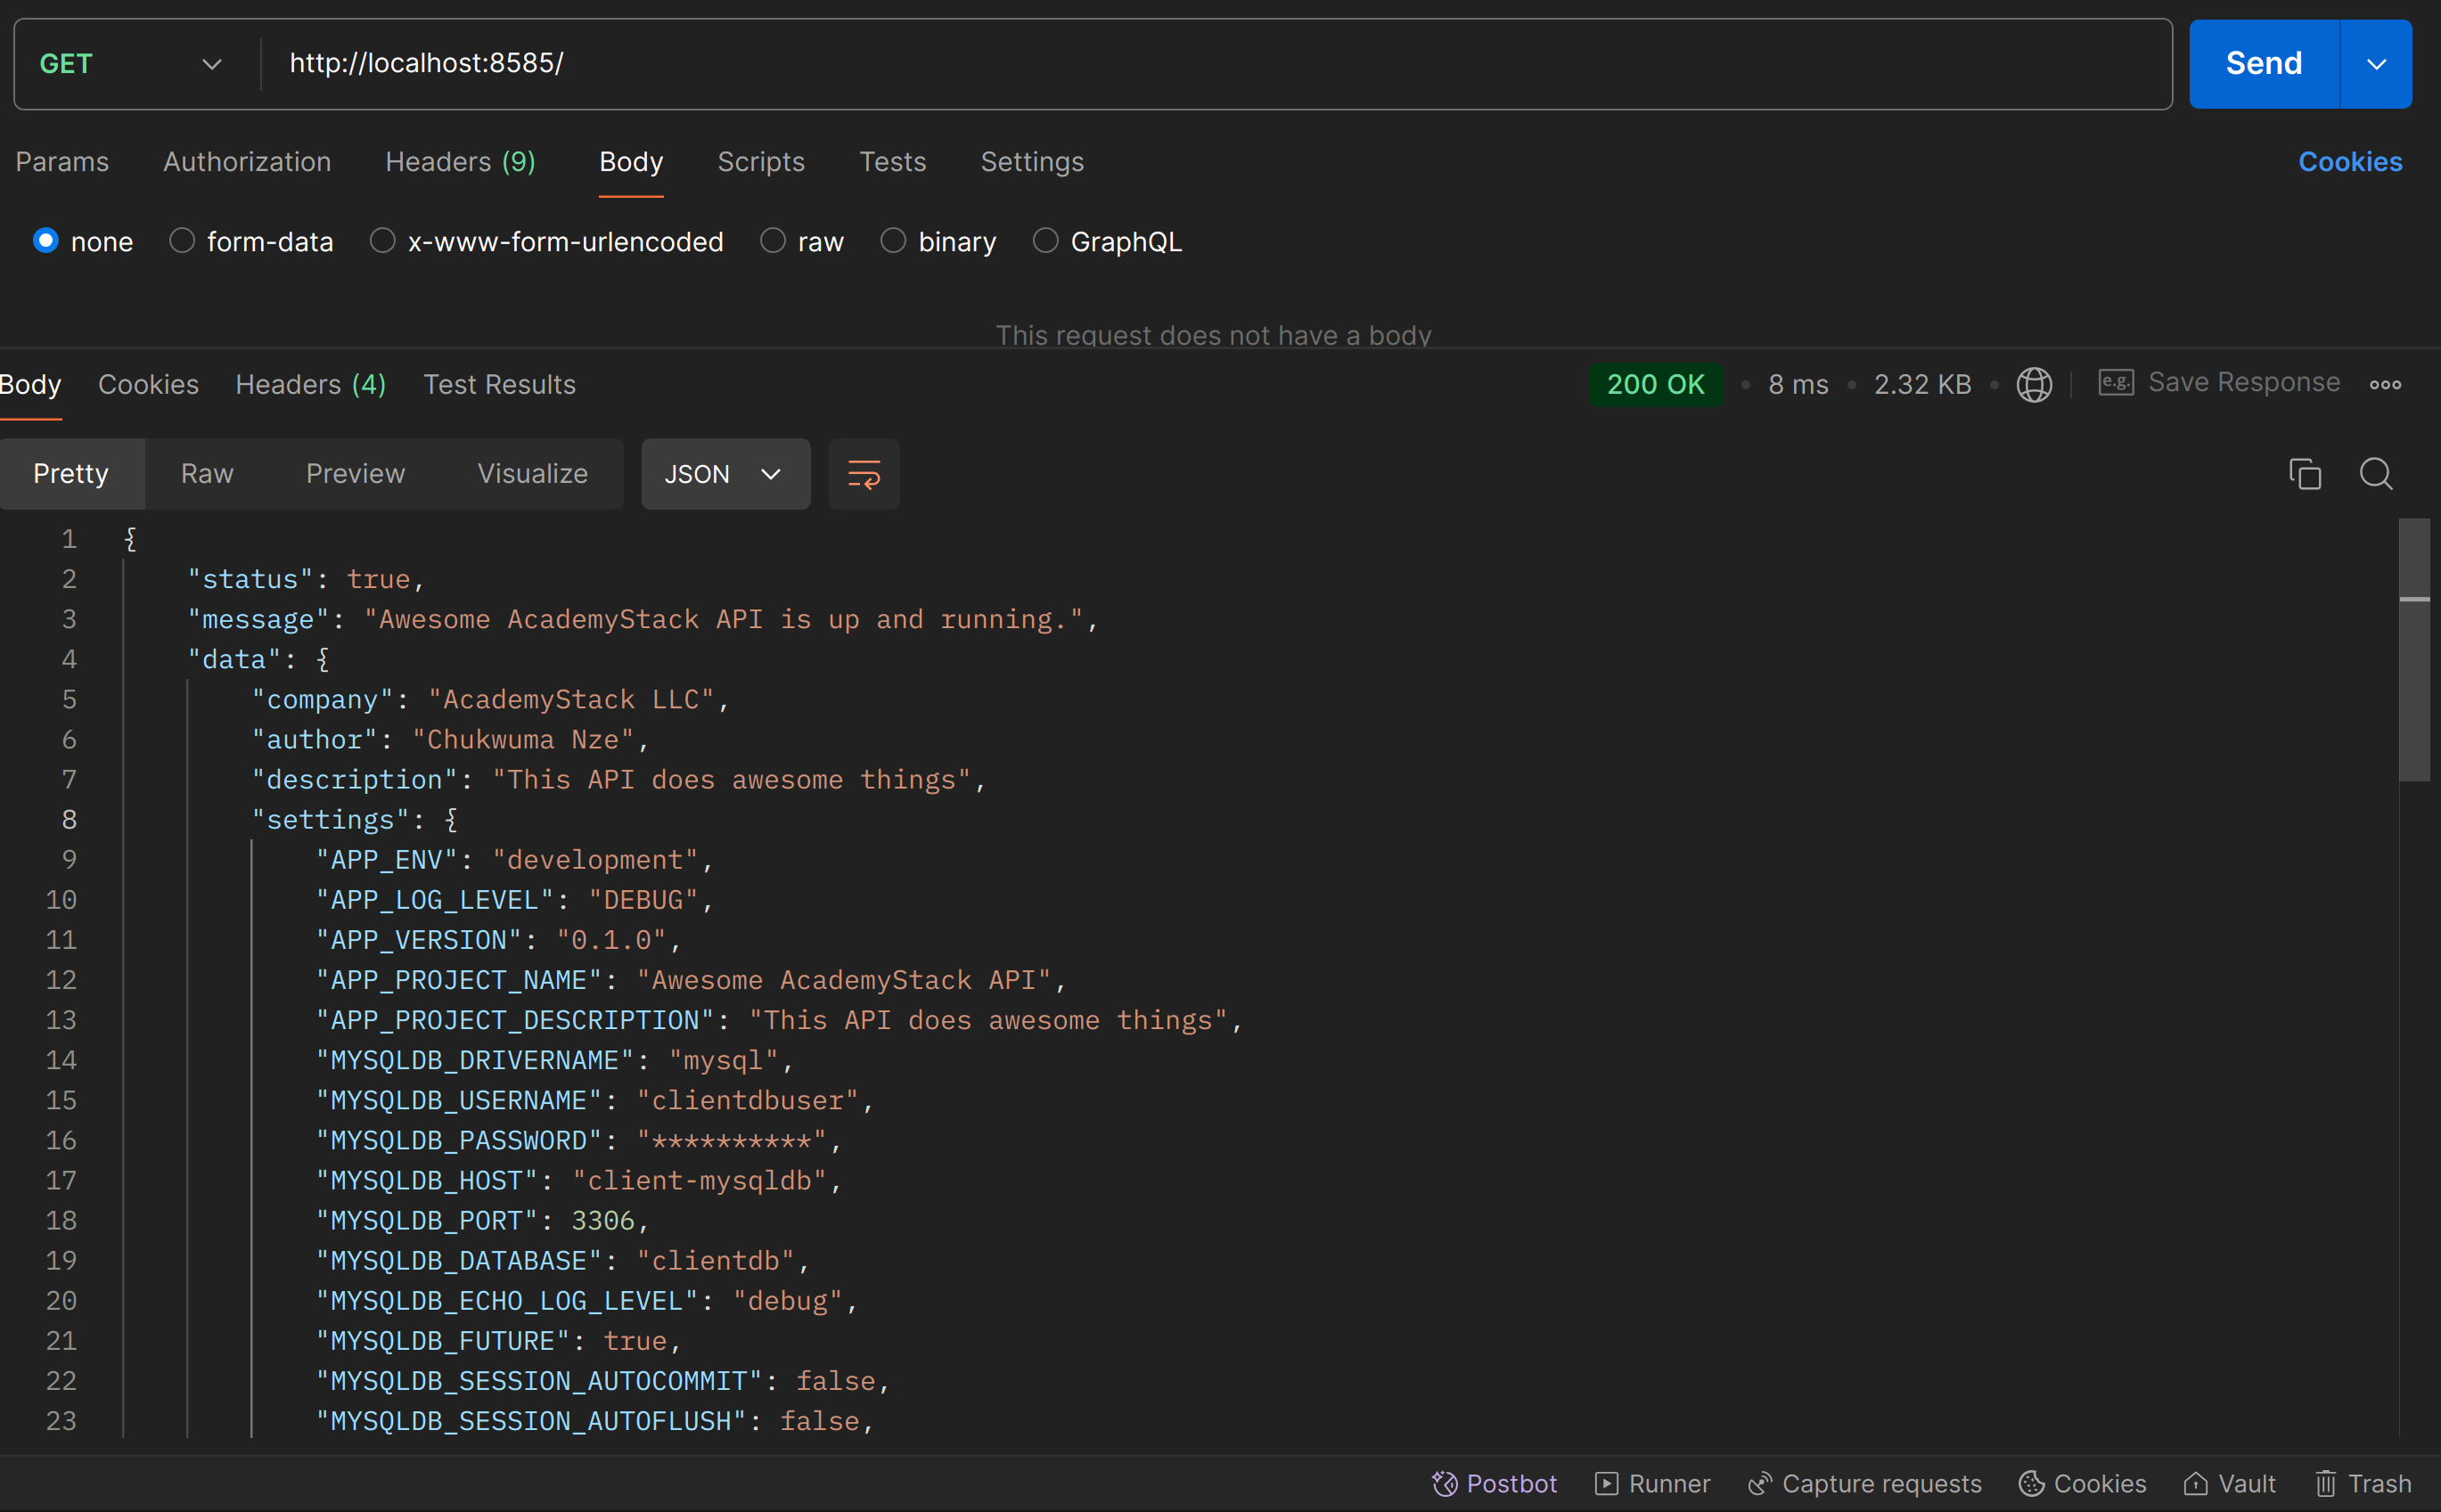 GET http://localhost:8585/ Send
Params Authorization Headers (9) Body Scripts Tests Settings Cookies
none form-data x-www-form-urlencoded raw binary GraphQL
This request does not have a body
Body Cookies Headers (4) Test Results 200 OK 8 ms 2.32 KB e.g. Save Response
Pretty Raw Preview Visualize JSON
1 {
2 "status": true,
3 "message": "Awesome AcademyStack API is up and running.",
4 "data": {
5 "company": "AcademyStack LLC",
6 "author": "Chukwuma Nze",
7 "description": "This API does awesome things",
8 "settings": {
9 "APP_ENV": "development",
10 "APP_LOG_LEVEL": "DEBUG",
11 "APP_VERSION": "0.1.0",
12 "APP_PROJECT_NAME": "Awesome AcademyStack API",
13 "APP_PROJECT_DESCRIPTION": "This API does awesome things",
14 "MYSQLDB_DRIVERNAME": "mysql",
15 "MYSQLDB_USERNAME": "clientdbuser",
16 "MYSQLDB_PASSWORD": "**********",
17 "MYSQLDB_HOST": "client-mysqldb",
18 "MYSQLDB_PORT": 3306,
19 "MYSQLDB_DATABASE": "clientdb",
20 "MYSQLDB_ECHO_LOG_LEVEL": "debug",
21 "MYSQLDB_FUTURE": true,
22 "MYSQLDB_SESSION_AUTOCOMMIT": false,
23 "MYSQLDB_SESSION_AUTOFLUSH": false,
Postbot Runner Capture requests Cookies Vault Trash